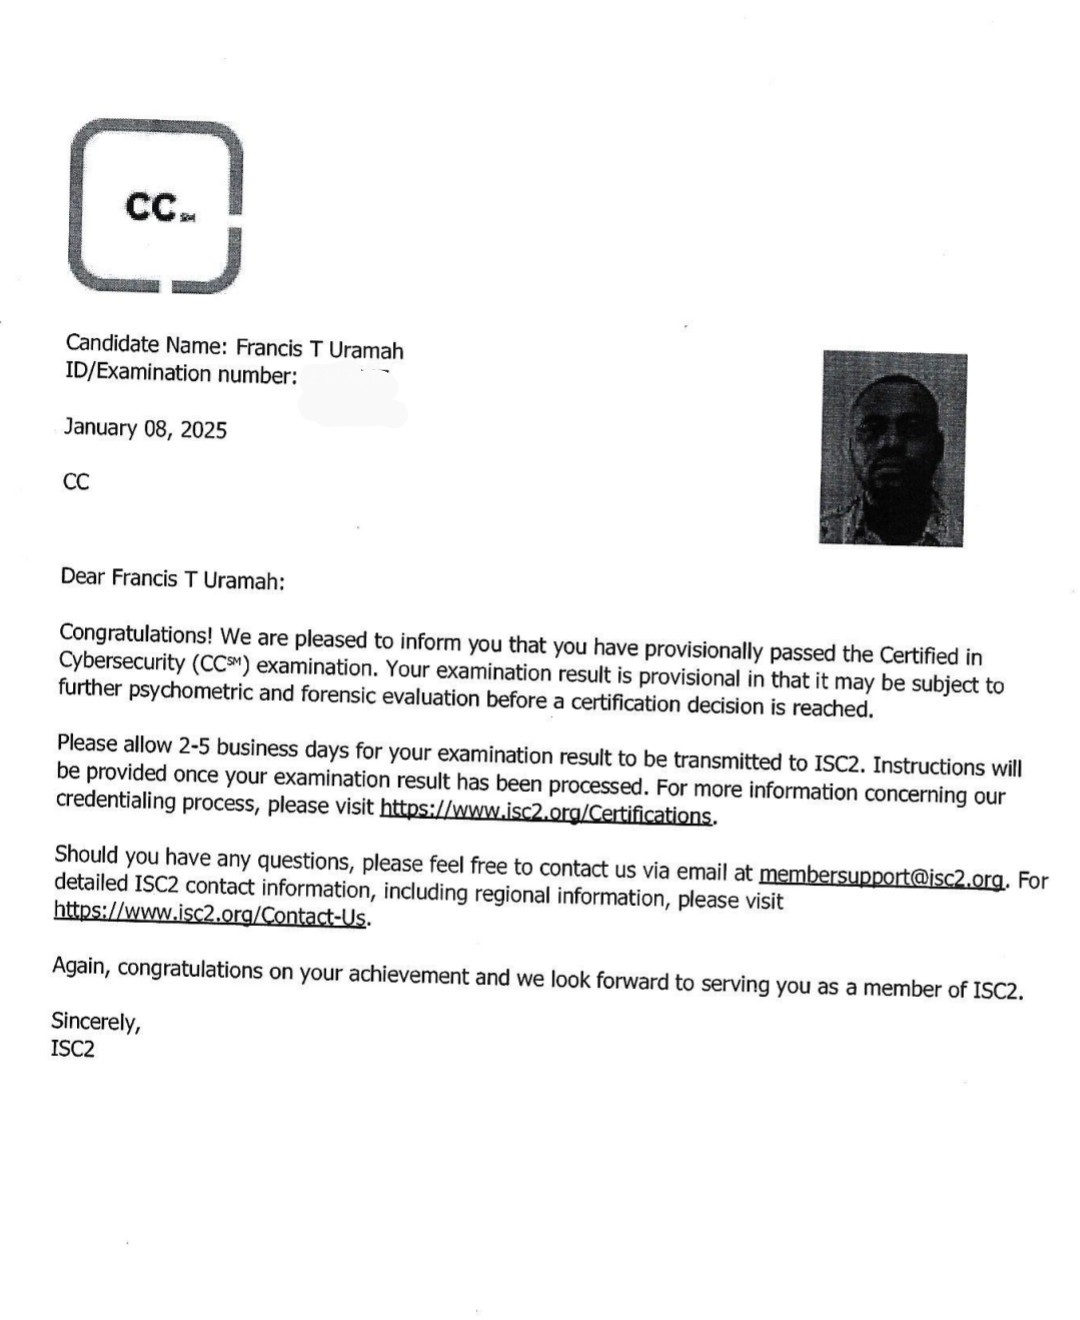 CC SM
Candidate Name: Francis T Uramah
ID/Examination number:
January 08, 2025
CC
Dear Francis T Uramah:
Congratulations! We are pleased to inform you that you have provisionally passed the Certified in
Cybersecurity (CC℠) examination. Your examination result is provisional in that it may be subject to
further psychometric and forensic evaluation before a certification decision is reached.
Please allow 2-5 business days for your examination result to be transmitted to ISC2. Instructions will
be provided once your examination result has been processed. For more information concerning our
credentialing process, please visit https://www.isc2.org/Certifications.
Should you have any questions, please feel free to contact us via email at membersupport@isc2.org. For
detailed ISC2 contact information, including regional information, please visit
https://www.isc2.org/Contact-Us.
Again, congratulations on your achievement and we look forward to serving you as a member of ISC2.
Sincerely,
ISC2